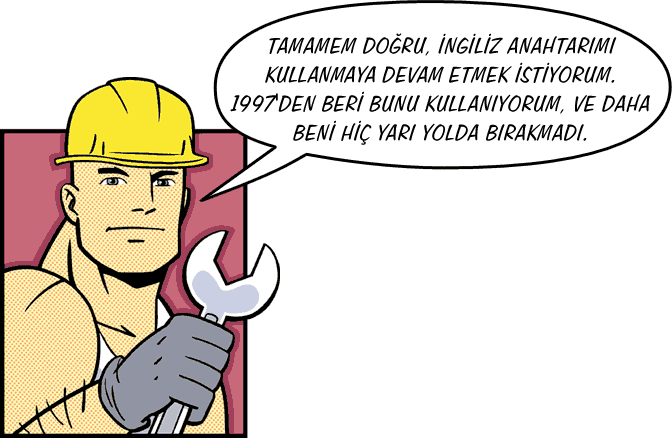 TAMAMEM DOĞRU, İNGİLİZ ANAHTARIMI
KULLANMAYA DEVAM ETMEK İSTİYORUM.
1997'DEN BERİ BUNU KULLANIYORUM, VE DAHA
BENİ HİÇ YARI YOLDA BIRAKMADI.